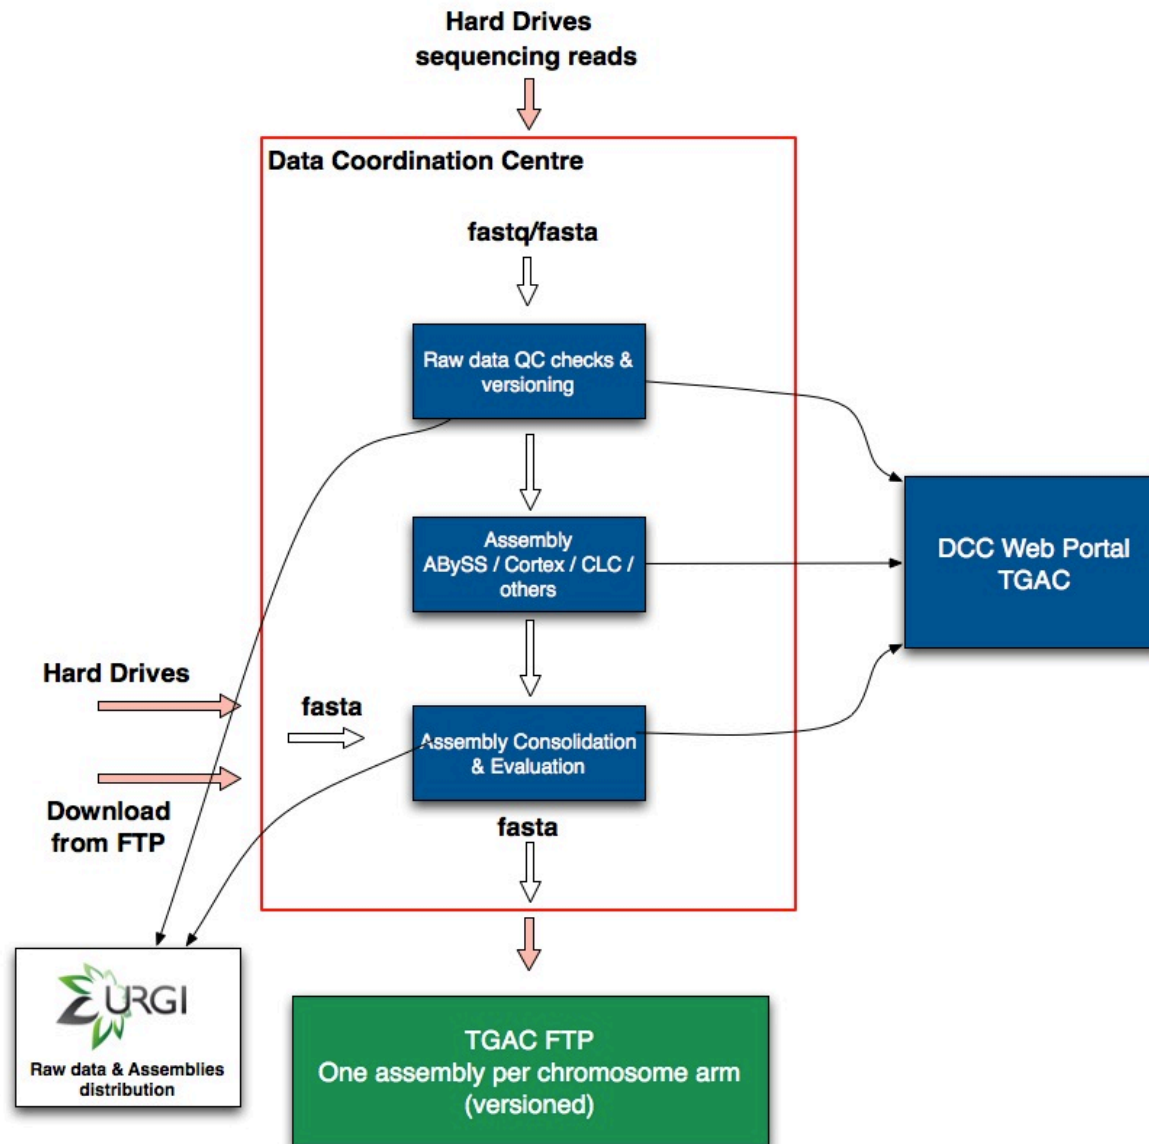 Hard Drives
sequencing reads
Data Coordination Centre
fastq/fasta
Raw data QC checks &
versioning
Assembly
ABySS / Cortex / CLC /
others
DCC Web Portal
TGAC
Hard Drives
fasta
Assembly Consolidation
& Evaluation
Download
from FTP
fasta
URGI
Raw data & Assemblies
distribution
TGAC FTP
One assembly per chromosome arm
(versioned)